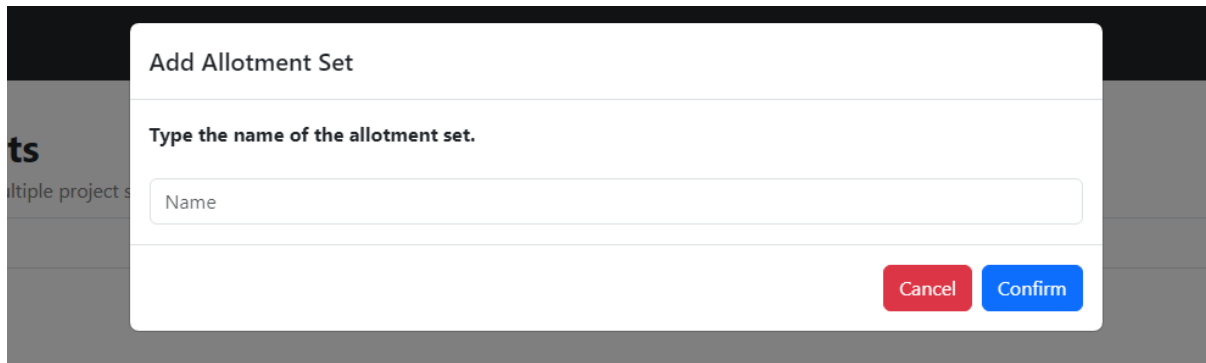 Add Allotment Set
Type the name of the allotment set.
ts
ltiple project s
Name
Cancel
Confirm